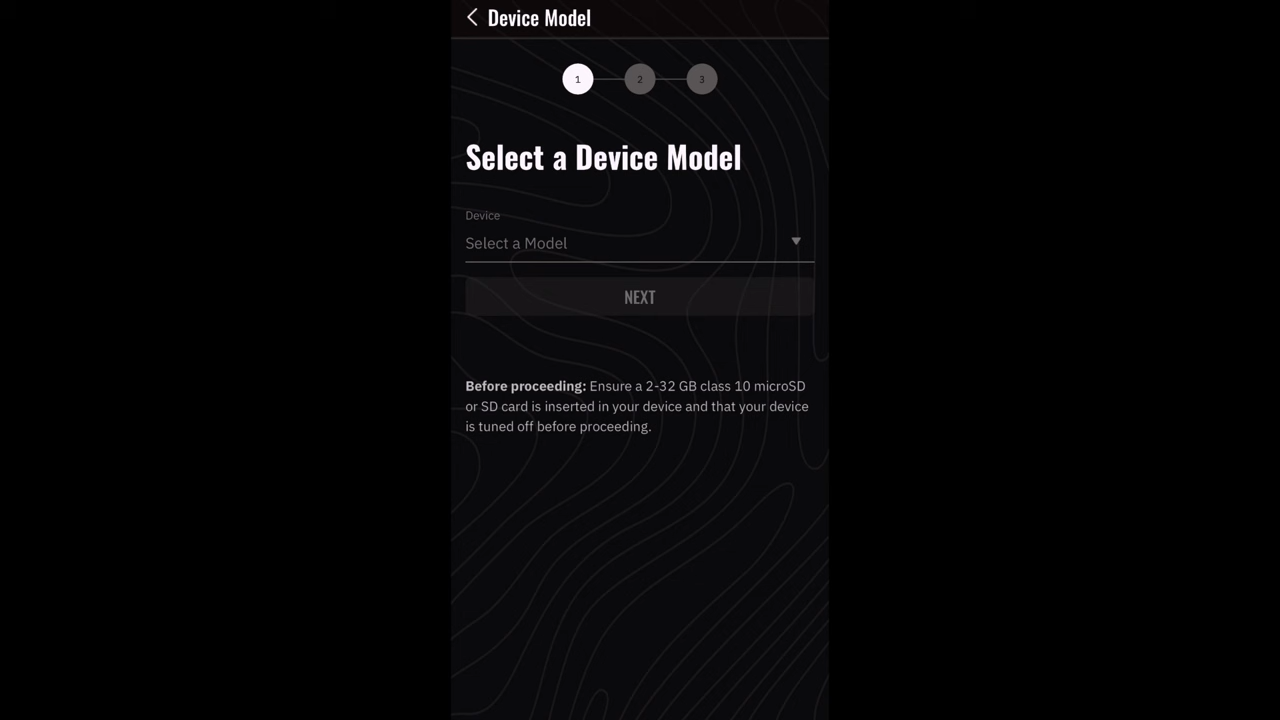 Device Model
1
2
3
Select a Device Model
Device
Select a Model
NEXT
Before proceeding: Ensure a 2-32 GB class 10 microSD
or SD card is inserted in your device and that your device
is tuned off before proceeding.